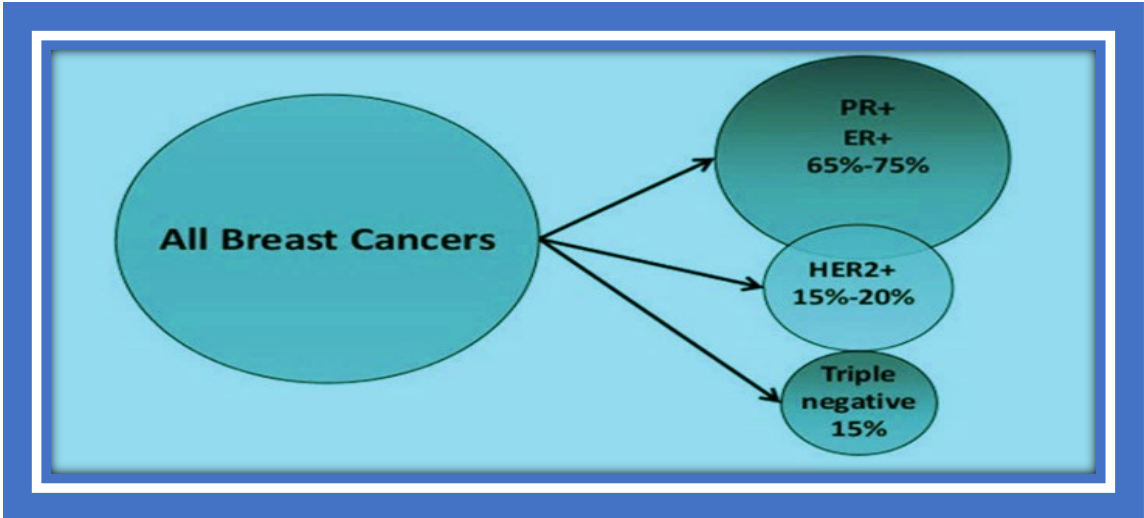 All Breast Cancers
PR+
ER+
65%-75%
HER2+
15%-20%
Triple
negative
15%